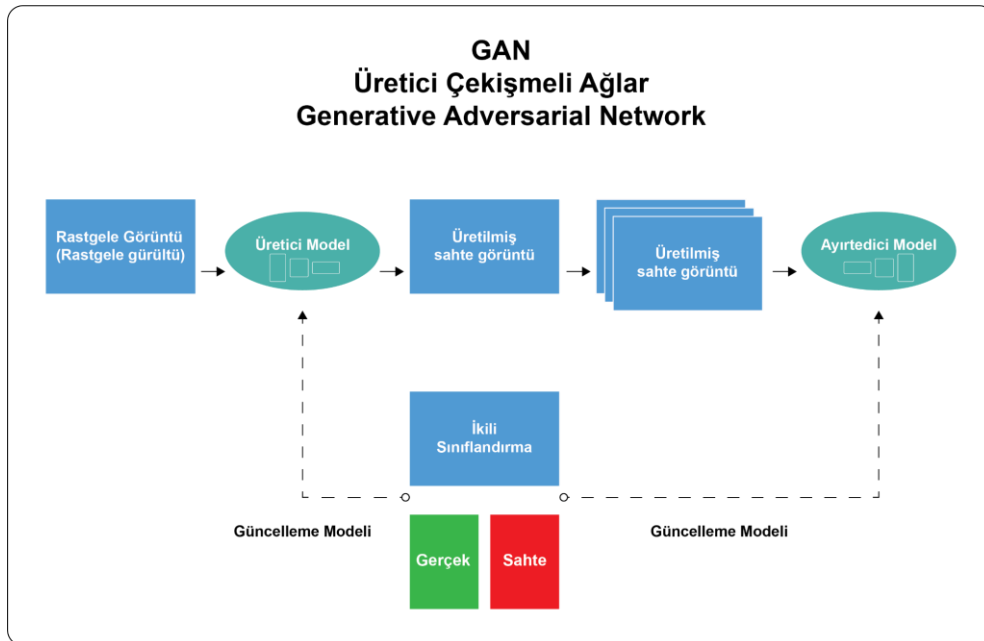 GAN
Üretici Çekişmeli Ağlar
Generative Adversarial Network
Rastgele Görüntü
(Rastgele gürültü)
Üretici Model
Üretilmiş
sahte görüntü
Üretilmiş
sahte görüntü
Ayırtedici Model
İkili
Sınıflandırma
Güncelleme Modeli
Güncelleme Modeli
Gerçek
Sahte